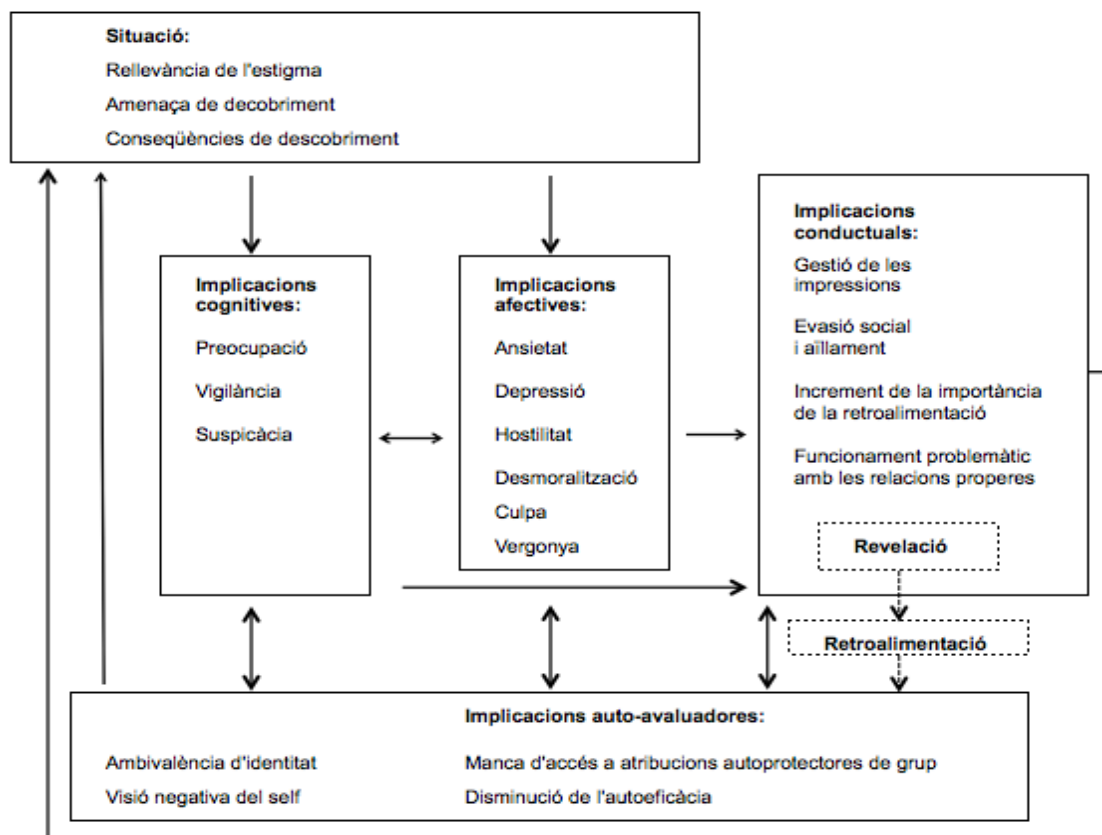 Situació:
Rellevància de l'estigma
Amenaça de decobriment
Conseqüències de descobriment
Implicacions
cognitives:
Preocupació
Vigilància
Suspicàcia
Implicacions
afectives:
Ansietat
Depressió
Hostilitat
Desmoralització
Culpa
Vergonya
Implicacions
conductuals:
Gestió de les
impressions
Evasió social
i aïllament
Increment de la importància
de la retroalimentació
Funcionament problemàtic
amb les relacions properes
Revelació
Retroalimentació
Implicacions auto-avaluadores:
Ambivalència d'identitat
Visió negativa del self
Manca d'accés a atribucions autoprotectores de grup
Disminució de l'autoeficàcia